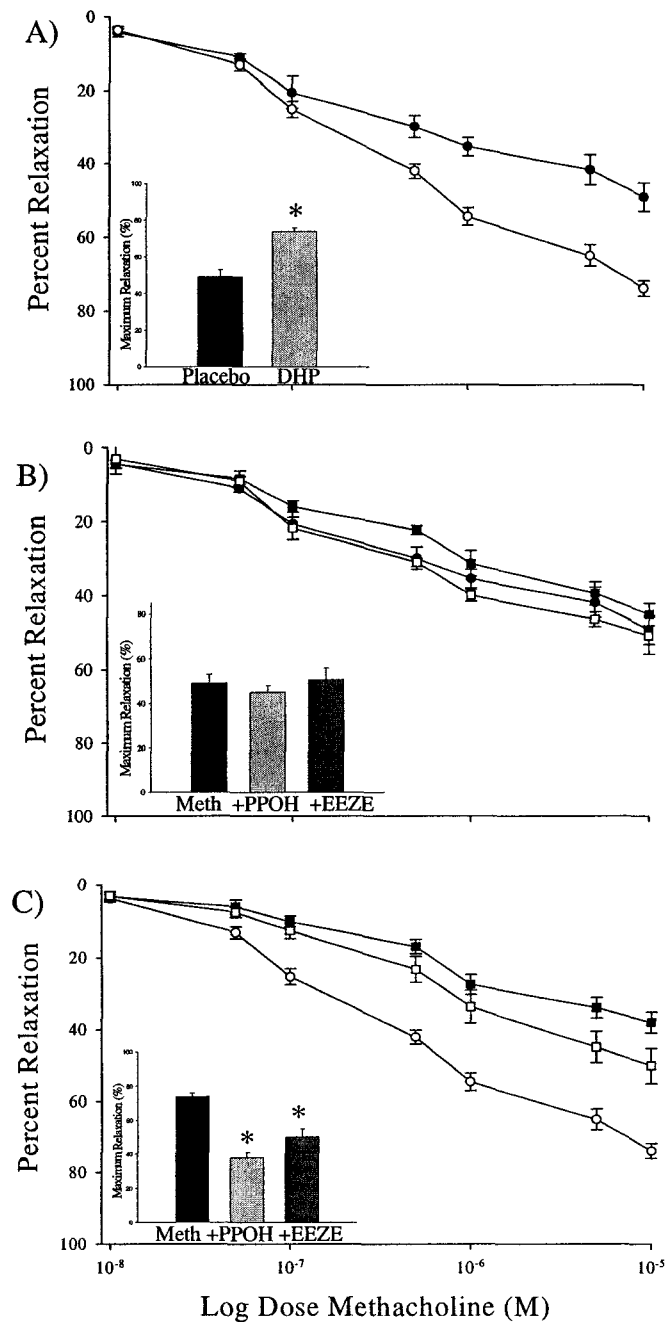 A)
0
20
40
60
80
100
Percent Relaxation
Maximum Relaxation (%)
100
80
60
40
20
0
*
Placebo DHP
B)
0
20
40
60
80
100
Percent Relaxation
Maximum Relaxation (%)
80
60
40
20
0
Meth +PPOH +EEZE
C)
0
20
40
60
80
100
Percent Relaxation
Maximum Relaxation (%)
100
80
60
40
20
0
* *
Meth +PPOH +EEZE
10-8 10-7 10-6 10-5
Log Dose Methacholine (M)